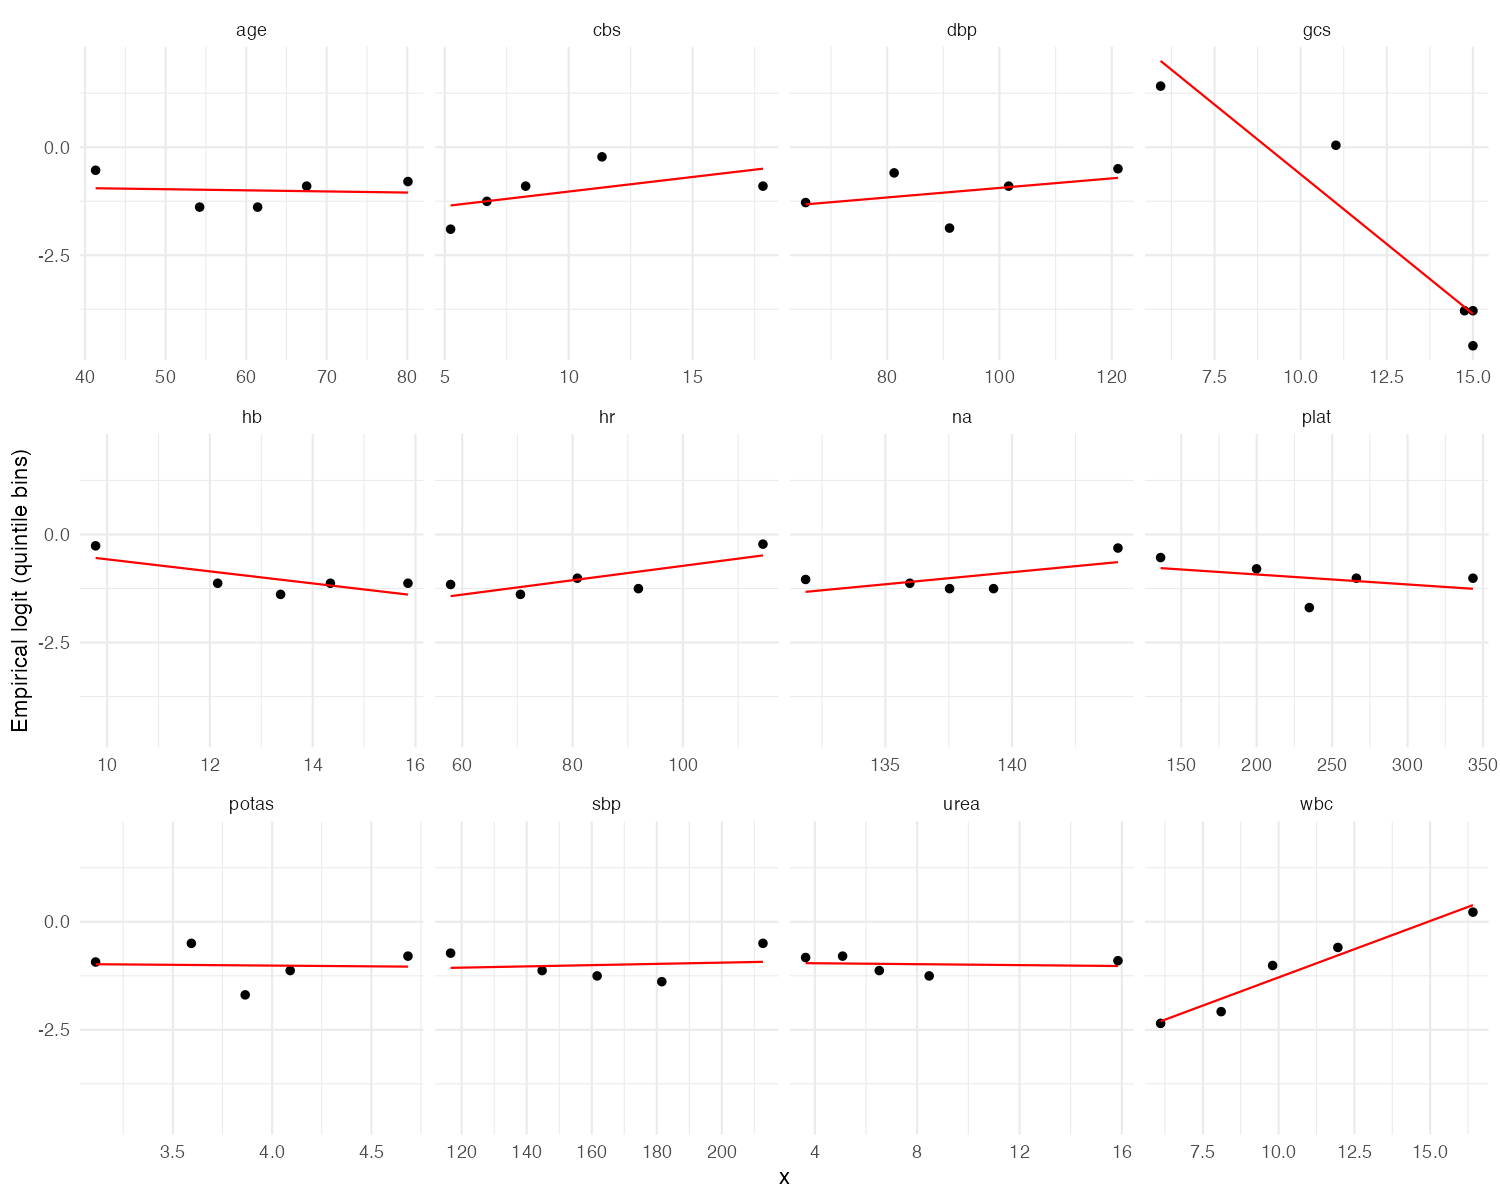 age cbs dbp gcs
0.0
-2.5
40 50 60 70 80 5 10 15 80 100 120 7.5 10.0 12.5 15.0
hb hr na plat
0.0
-2.5
10 12 14 16 60 80 100 135 140 150 200 250 300 350
potas sbp urea wbc
0.0
-2.5
3.5 4.0 4.5 120 140 160 180 200 4 8 12 16 7.5 10.0 12.5 15.0
x
Empirical logit (quintile bins)